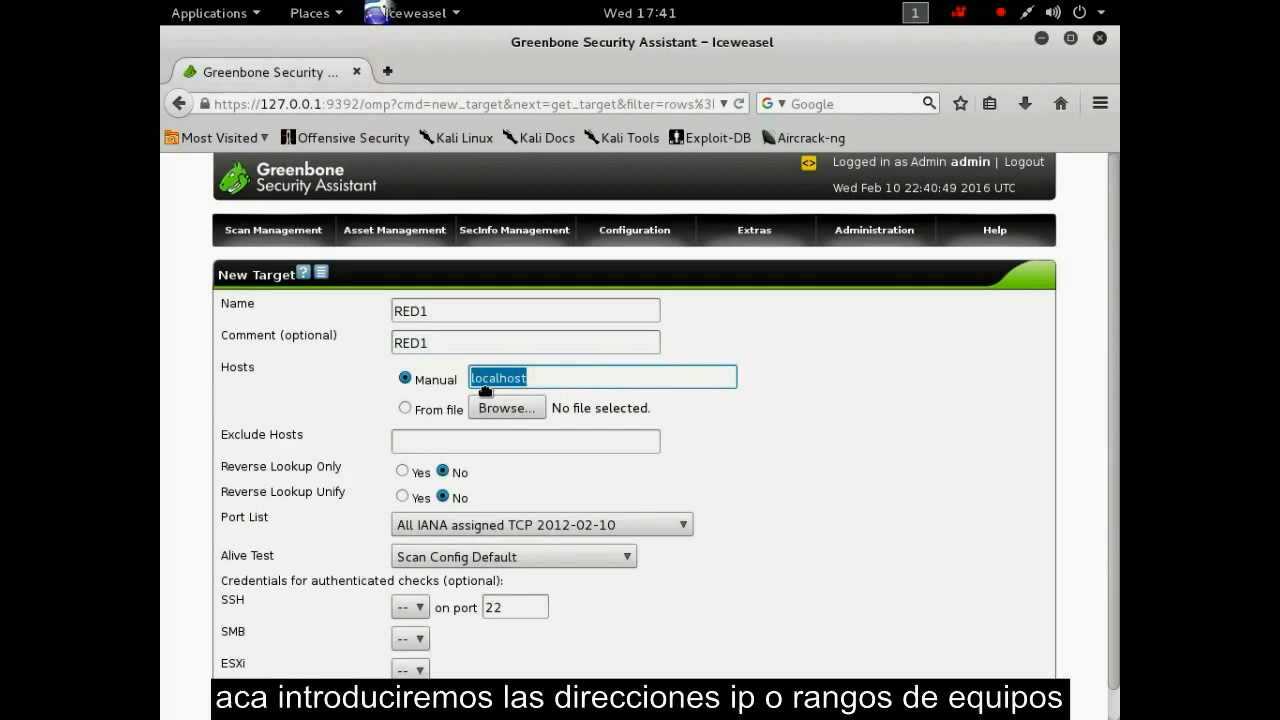 Applications Places Iceweasel Wed 17:41 1
Greenbone Security Assistant – Iceweasel
Greenbone Security ...
https://127.0.0.1:9392/omp?cmd=new_target&next=get_target&filter=rows%3 Google
Most Visited Offensive Security Kali Linux Kali Docs Kali Tools Exploit-DB Aircrack-ng
Greenbone
Security Assistant
Logged in as Admin admin | Logout
Wed Feb 10 22:40:49 2016 UTC
Scan Management Asset Management SecInfo Management Configuration Extras Administration Help
New Target
Name RED1
Comment (optional) RED1
Hosts Manual localhost
From file Browse... No file selected.
Exclude Hosts
Reverse Lookup Only Yes No
Reverse Lookup Unify Yes No
Port List All IANA assigned TCP 2012-02-10
Alive Test Scan Config Default
Credentials for authenticated checks (optional):
SSH -- on port 22
SMB --
ESXi --
aca introduciremos las direcciones ip o rangos de equipos